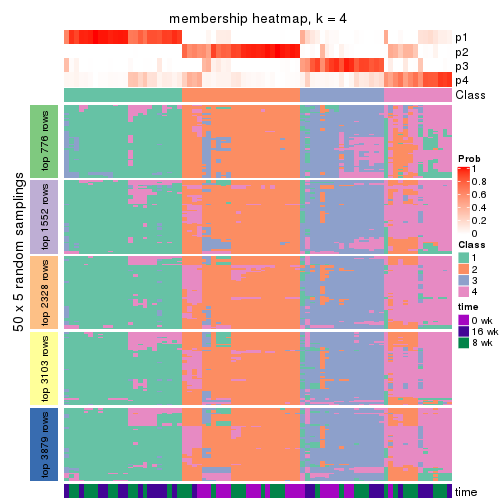 membership heatmap, k = 4
p1
p2
p3
p4
Class
50 x 5 random samplings
top 776 rows
top 1552 rows
top 2328 rows
top 3103 rows
top 3879 rows
time
Prob
1
0.8
0.6
0.4
0.2
0
Class
1
2
3
4
time
0 wk
16 wk
8 wk